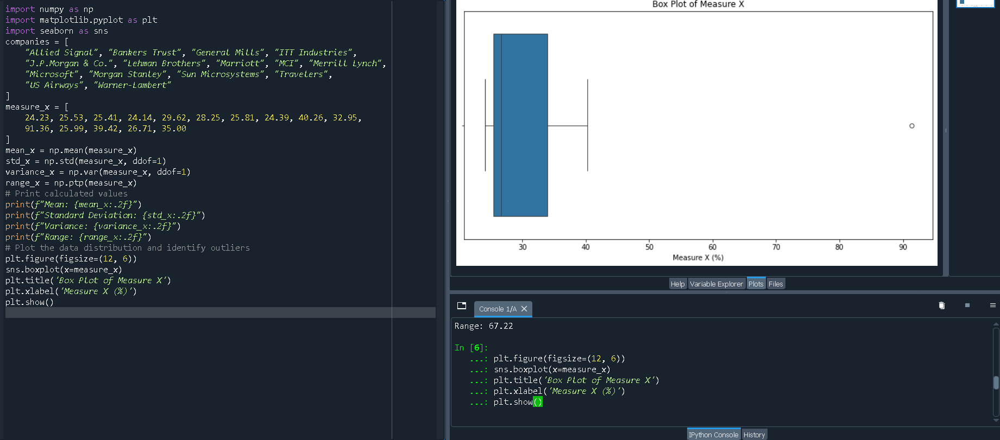 import numpy as np
import matplotlib.pyplot as plt
import seaborn as sns
companies = [
    "Allied Signal", "Bankers Trust", "General Mills", "ITT Industries",
    "J.P.Morgan & Co.", "Lehman Brothers", "Marriott", "MCI", "Merrill Lynch",
    "Microsoft", "Morgan Stanley", "Sun Microsystems", "Travelers",
    "US Airways", "Warner-Lambert"
]
measure_x = [
    24.23, 25.53, 25.41, 24.14, 29.62, 28.25, 25.81, 24.39, 40.26, 32.95,
    91.36, 25.99, 39.42, 26.71, 35.00
]
mean_x = np.mean(measure_x)
std_x = np.std(measure_x, ddof=1)
variance_x = np.var(measure_x, ddof=1)
range_x = np.ptp(measure_x)
# Print calculated values
print(f"Mean: {mean_x:.2f}")
print(f"Standard Deviation: {std_x:.2f}")
print(f"Variance: {variance_x:.2f}")
print(f"Range: {range_x:.2f}")
# Plot the data distribution and identify outliers
plt.figure(figsize=(12, 6))
sns.boxplot(x=measure_x)
plt.title('Box Plot of Measure X')
plt.xlabel('Measure X (%)')
plt.show()
Box Plot of Measure X
30 40 50 60 70 80 90
Measure X (%)
Help Variable Explorer Plots Files
Console 1/A
Range: 67.22
In [6]:
...: plt.figure(figsize=(12, 6))
...: sns.boxplot(x=measure_x)
...: plt.title('Box Plot of Measure X')
...: plt.xlabel('Measure X (%)')
...: plt.show()
IPython Console History